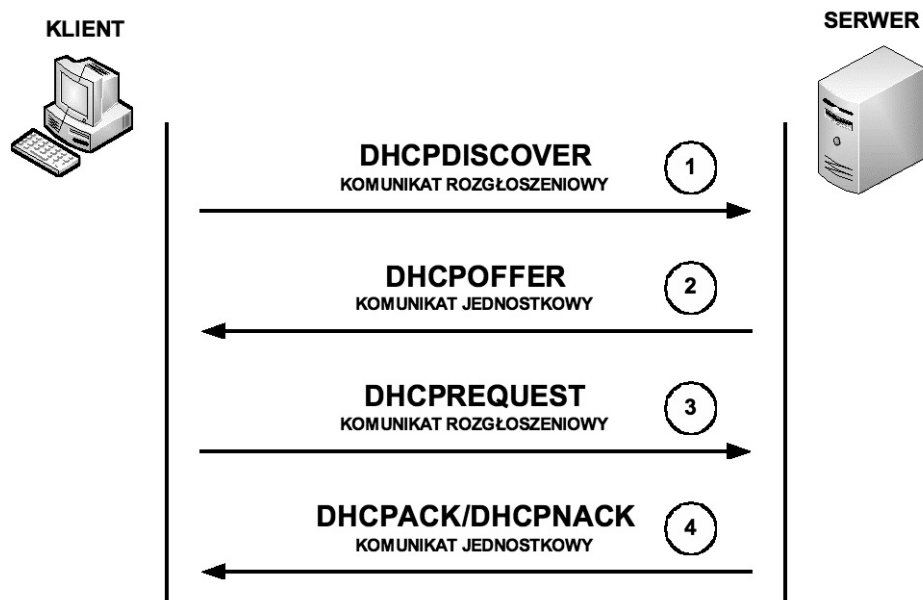 KLIENT
SERWER
DHCPDISCOVER
KOMUNIKAT ROZGŁOSZENIOWY
1
DHCPOFFER
KOMUNIKAT JEDNOSTKOWY
2
DHCPREQUEST
KOMUNIKAT ROZGŁOSZENIOWY
3
DHCPACK/DHCPNACK
KOMUNIKAT JEDNOSTKOWY
4